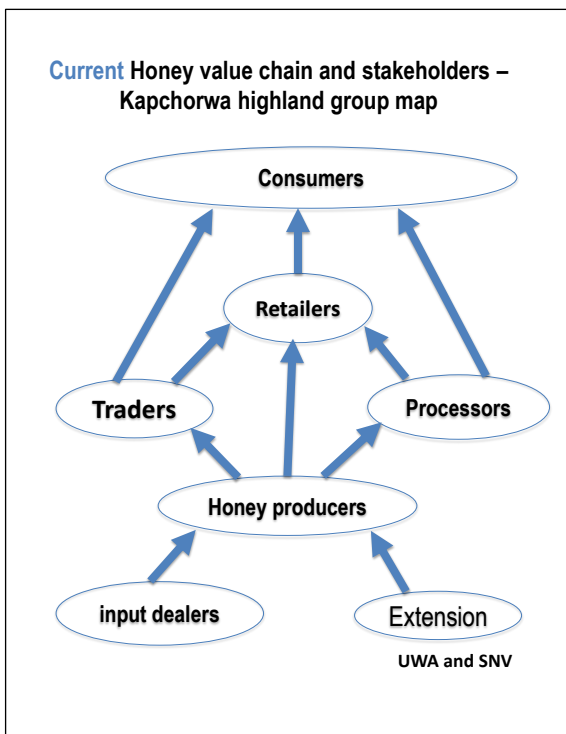 Current Honey value chain and stakeholders –
Kapchorwa highland group map
Consumers
Retailers
Traders
Processors
Honey producers
input dealers
Extension
UWA and SNV